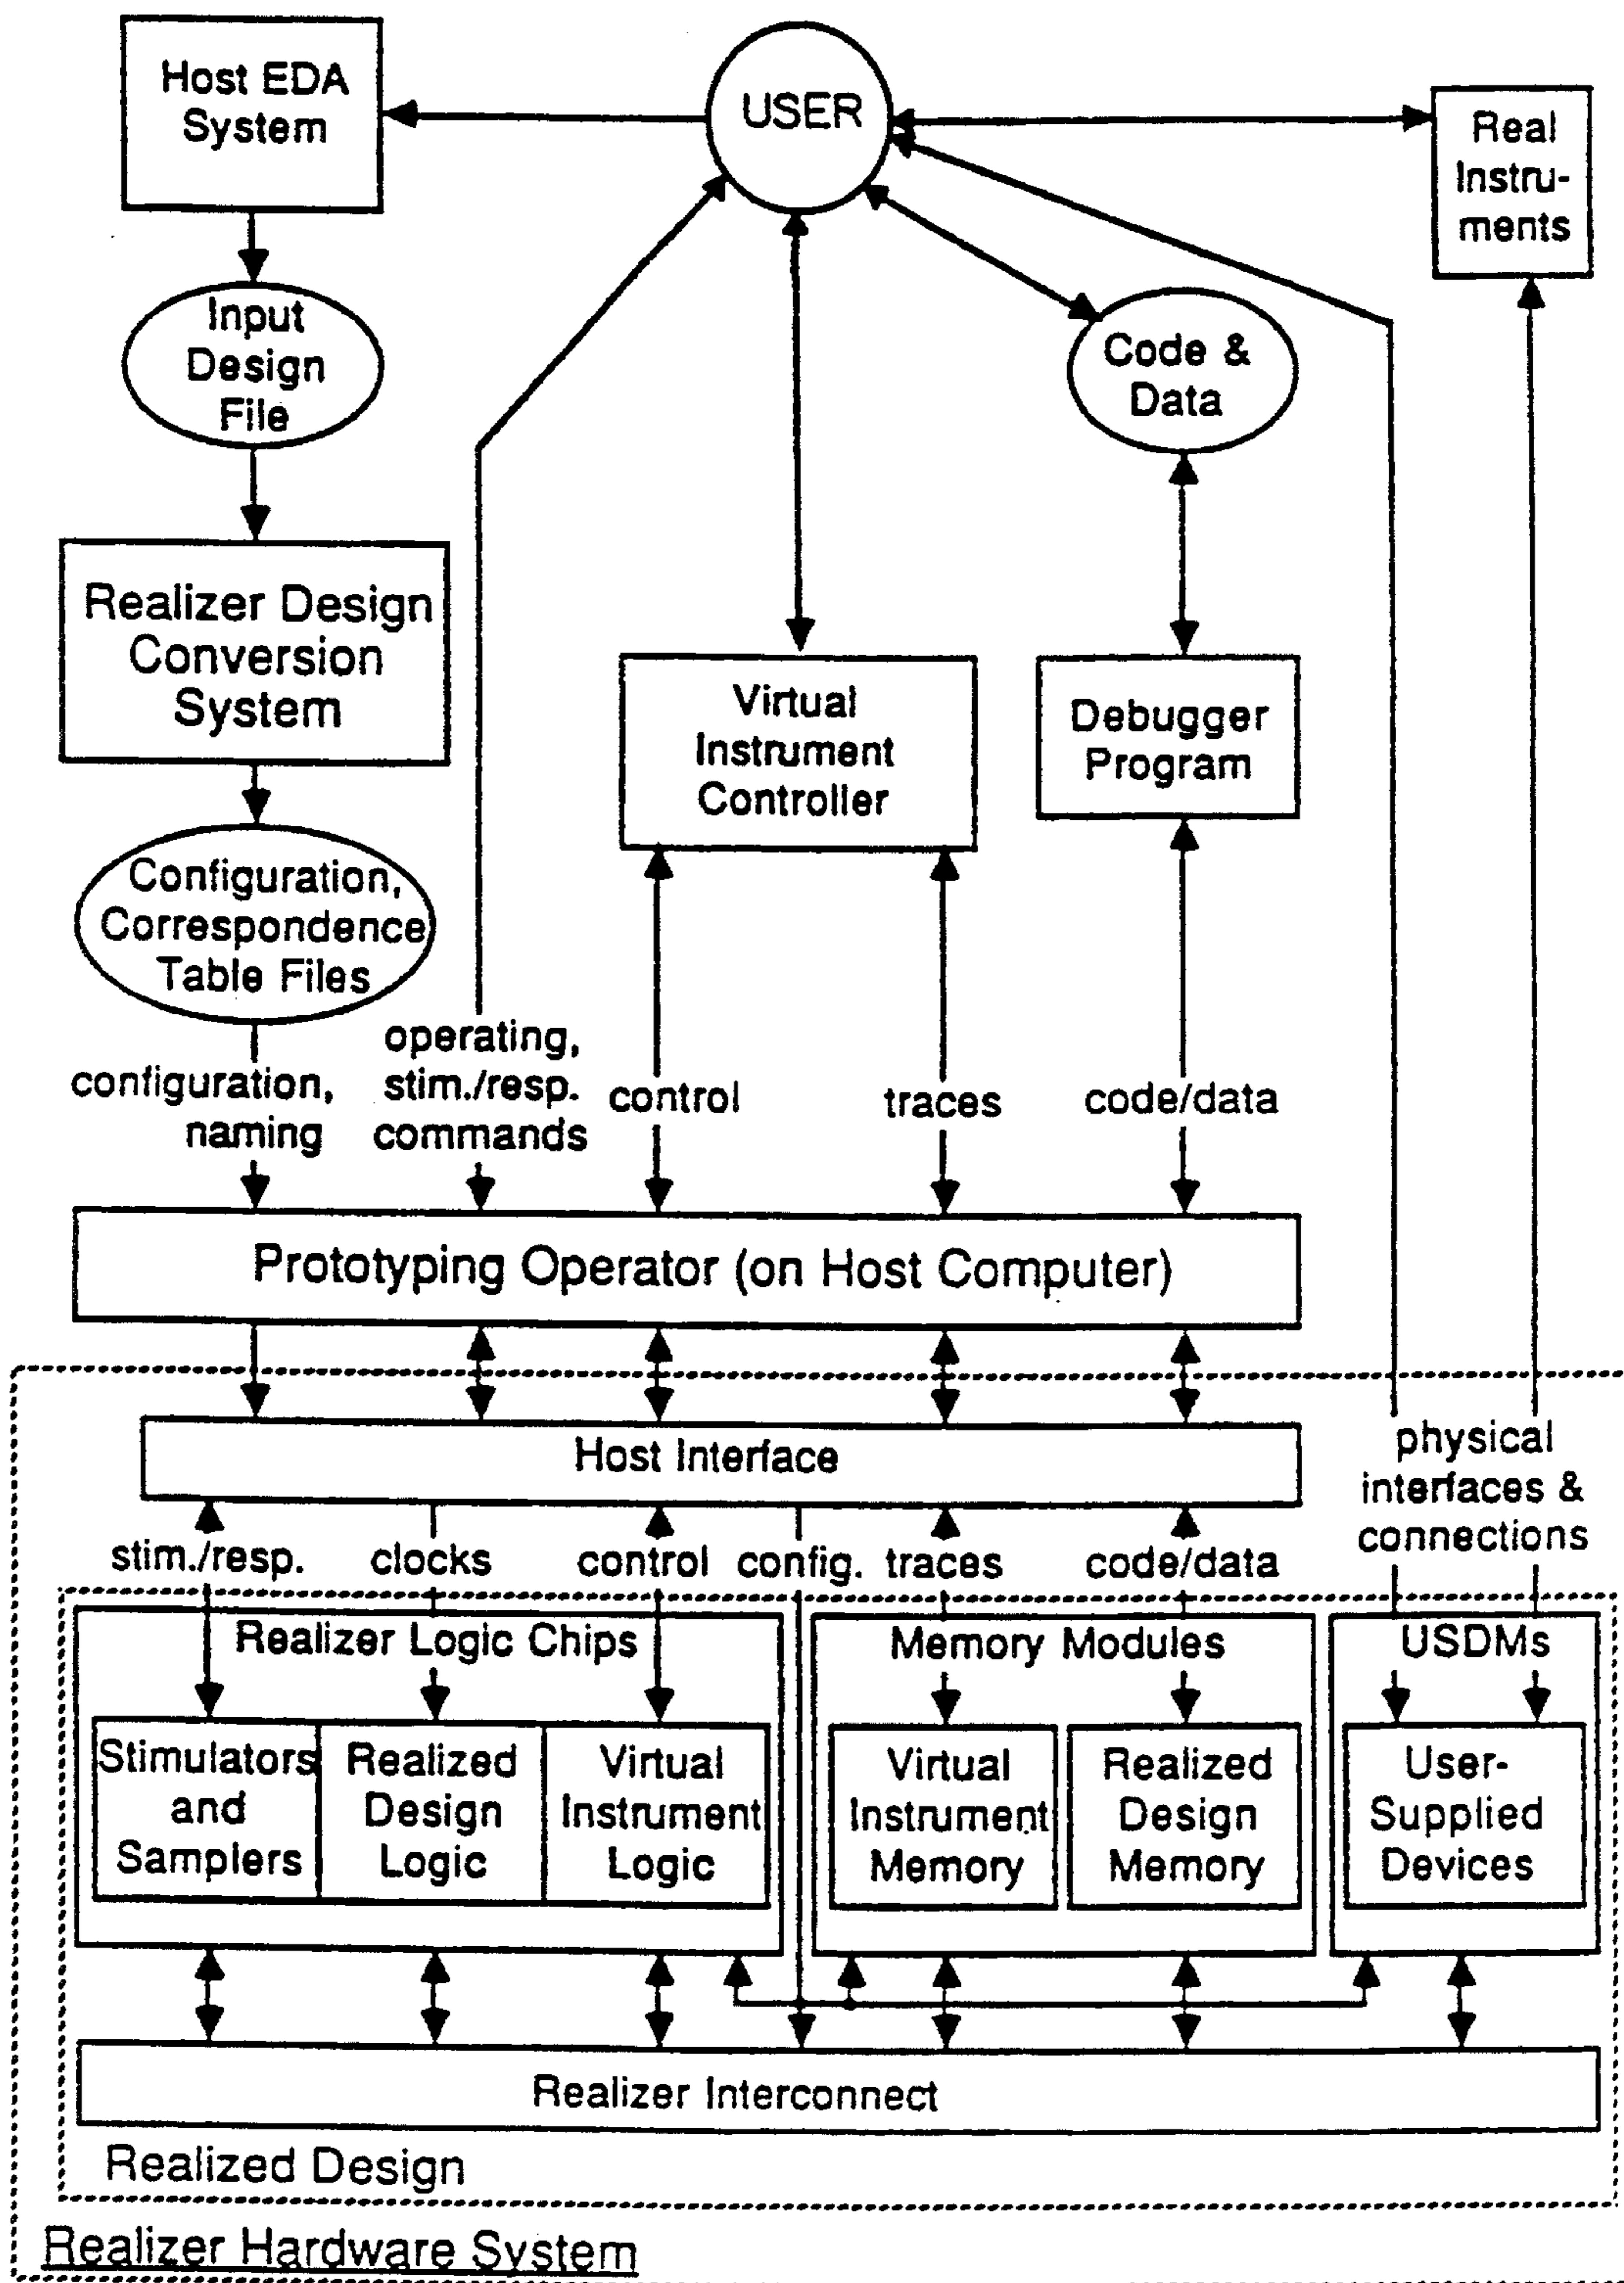 Host EDA
System
USER
Real
Instru-
ments
Input
Design
File
Code &
Data
Realizer Design
Conversion
System
Virtual
Instrument
Controller
Debugger
Program
Configuration,
Correspondence
Table Files
configuration,
naming
operating,
stim./resp.
commands
control
traces
code/data
Prototyping Operator (on Host Computer)
Host Interface
physical
interfaces &
connections
stim./resp.
clocks
control
config.
traces
code/data
Realizer Logic Chips
Memory Modules
USDMs
Stimulators
and
Samplers
Realized
Design
Logic
Virtual
Instrument
Logic
Virtual
Instrument
Memory
Realized
Design
Memory
User-
Supplied
Devices
Realizer Interconnect
Realized Design
Realizer Hardware System